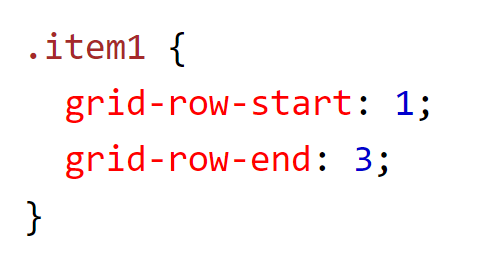 .item1 {
  grid-row-start: 1;
  grid-row-end: 3;
}